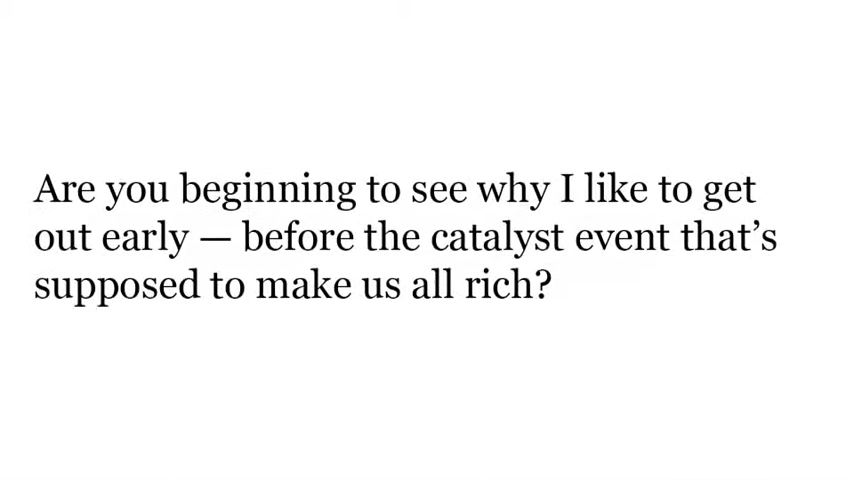 Are you beginning to see why I like to get
out early — before the catalyst event that’s
supposed to make us all rich?